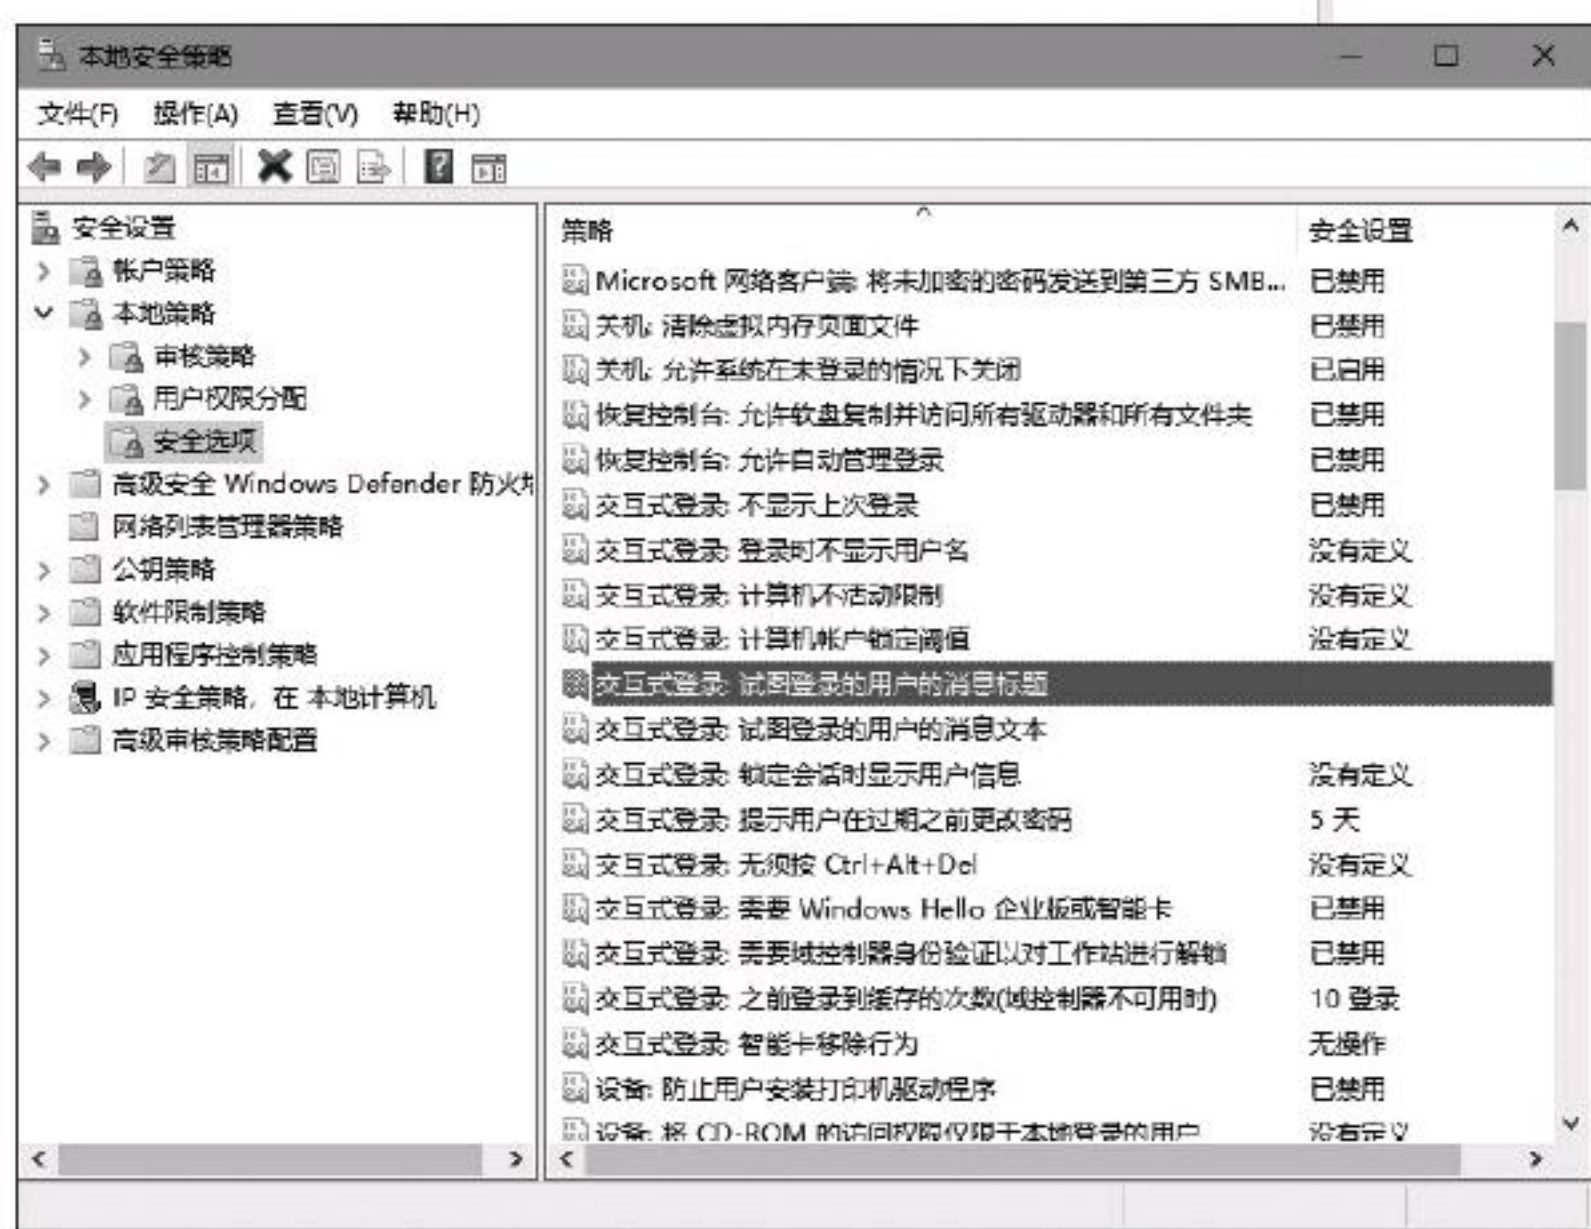 本地安全策略
文件(F) 操作(A) 查看(V) 帮助(H)
安全设置
帐户策略
本地策略
审核策略
用户权限分配
安全选项
高级安全 Windows Defender 防火
网络列表管理器策略
公钥策略
软件限制策略
应用程序控制策略
IP 安全策略，在 本地计算机
高级审核策略配置
策略 安全设置
Microsoft 网络客户端: 将未加密的密码发送到第三方 SMB... 已禁用
关机: 清除虚拟内存页面文件 已禁用
关机: 允许系统在未登录的情况下关闭 已启用
恢复控制台: 允许软盘复制并访问所有驱动器和所有文件夹 已禁用
恢复控制台: 允许自动管理登录 已禁用
交互式登录: 不显示上次登录 已禁用
交互式登录: 登录时不显示用户名 没有定义
交互式登录: 计算机不活动限制 没有定义
交互式登录: 计算机帐户锁定阈值 没有定义
交互式登录: 试图登录的用户的消息标题
交互式登录: 试图登录的用户的消息文本
交互式登录: 锁定会话时显示用户信息 没有定义
交互式登录: 提示用户在过期之前更改密码 5 天
交互式登录: 无须按 Ctrl+Alt+Del 没有定义
交互式登录: 需要 Windows Hello 企业版或智能卡 已禁用
交互式登录: 需要域控制器身份验证以对工作站进行解锁 已禁用
交互式登录: 之前登录到缓存的次数(域控制器不可用时) 10 登录
交互式登录: 智能卡移除行为 无操作
设备: 防止用户安装打印机驱动程序 已禁用
设备: 将 CD-ROM 的访问权限仅限于本地登录的用户 没有定义